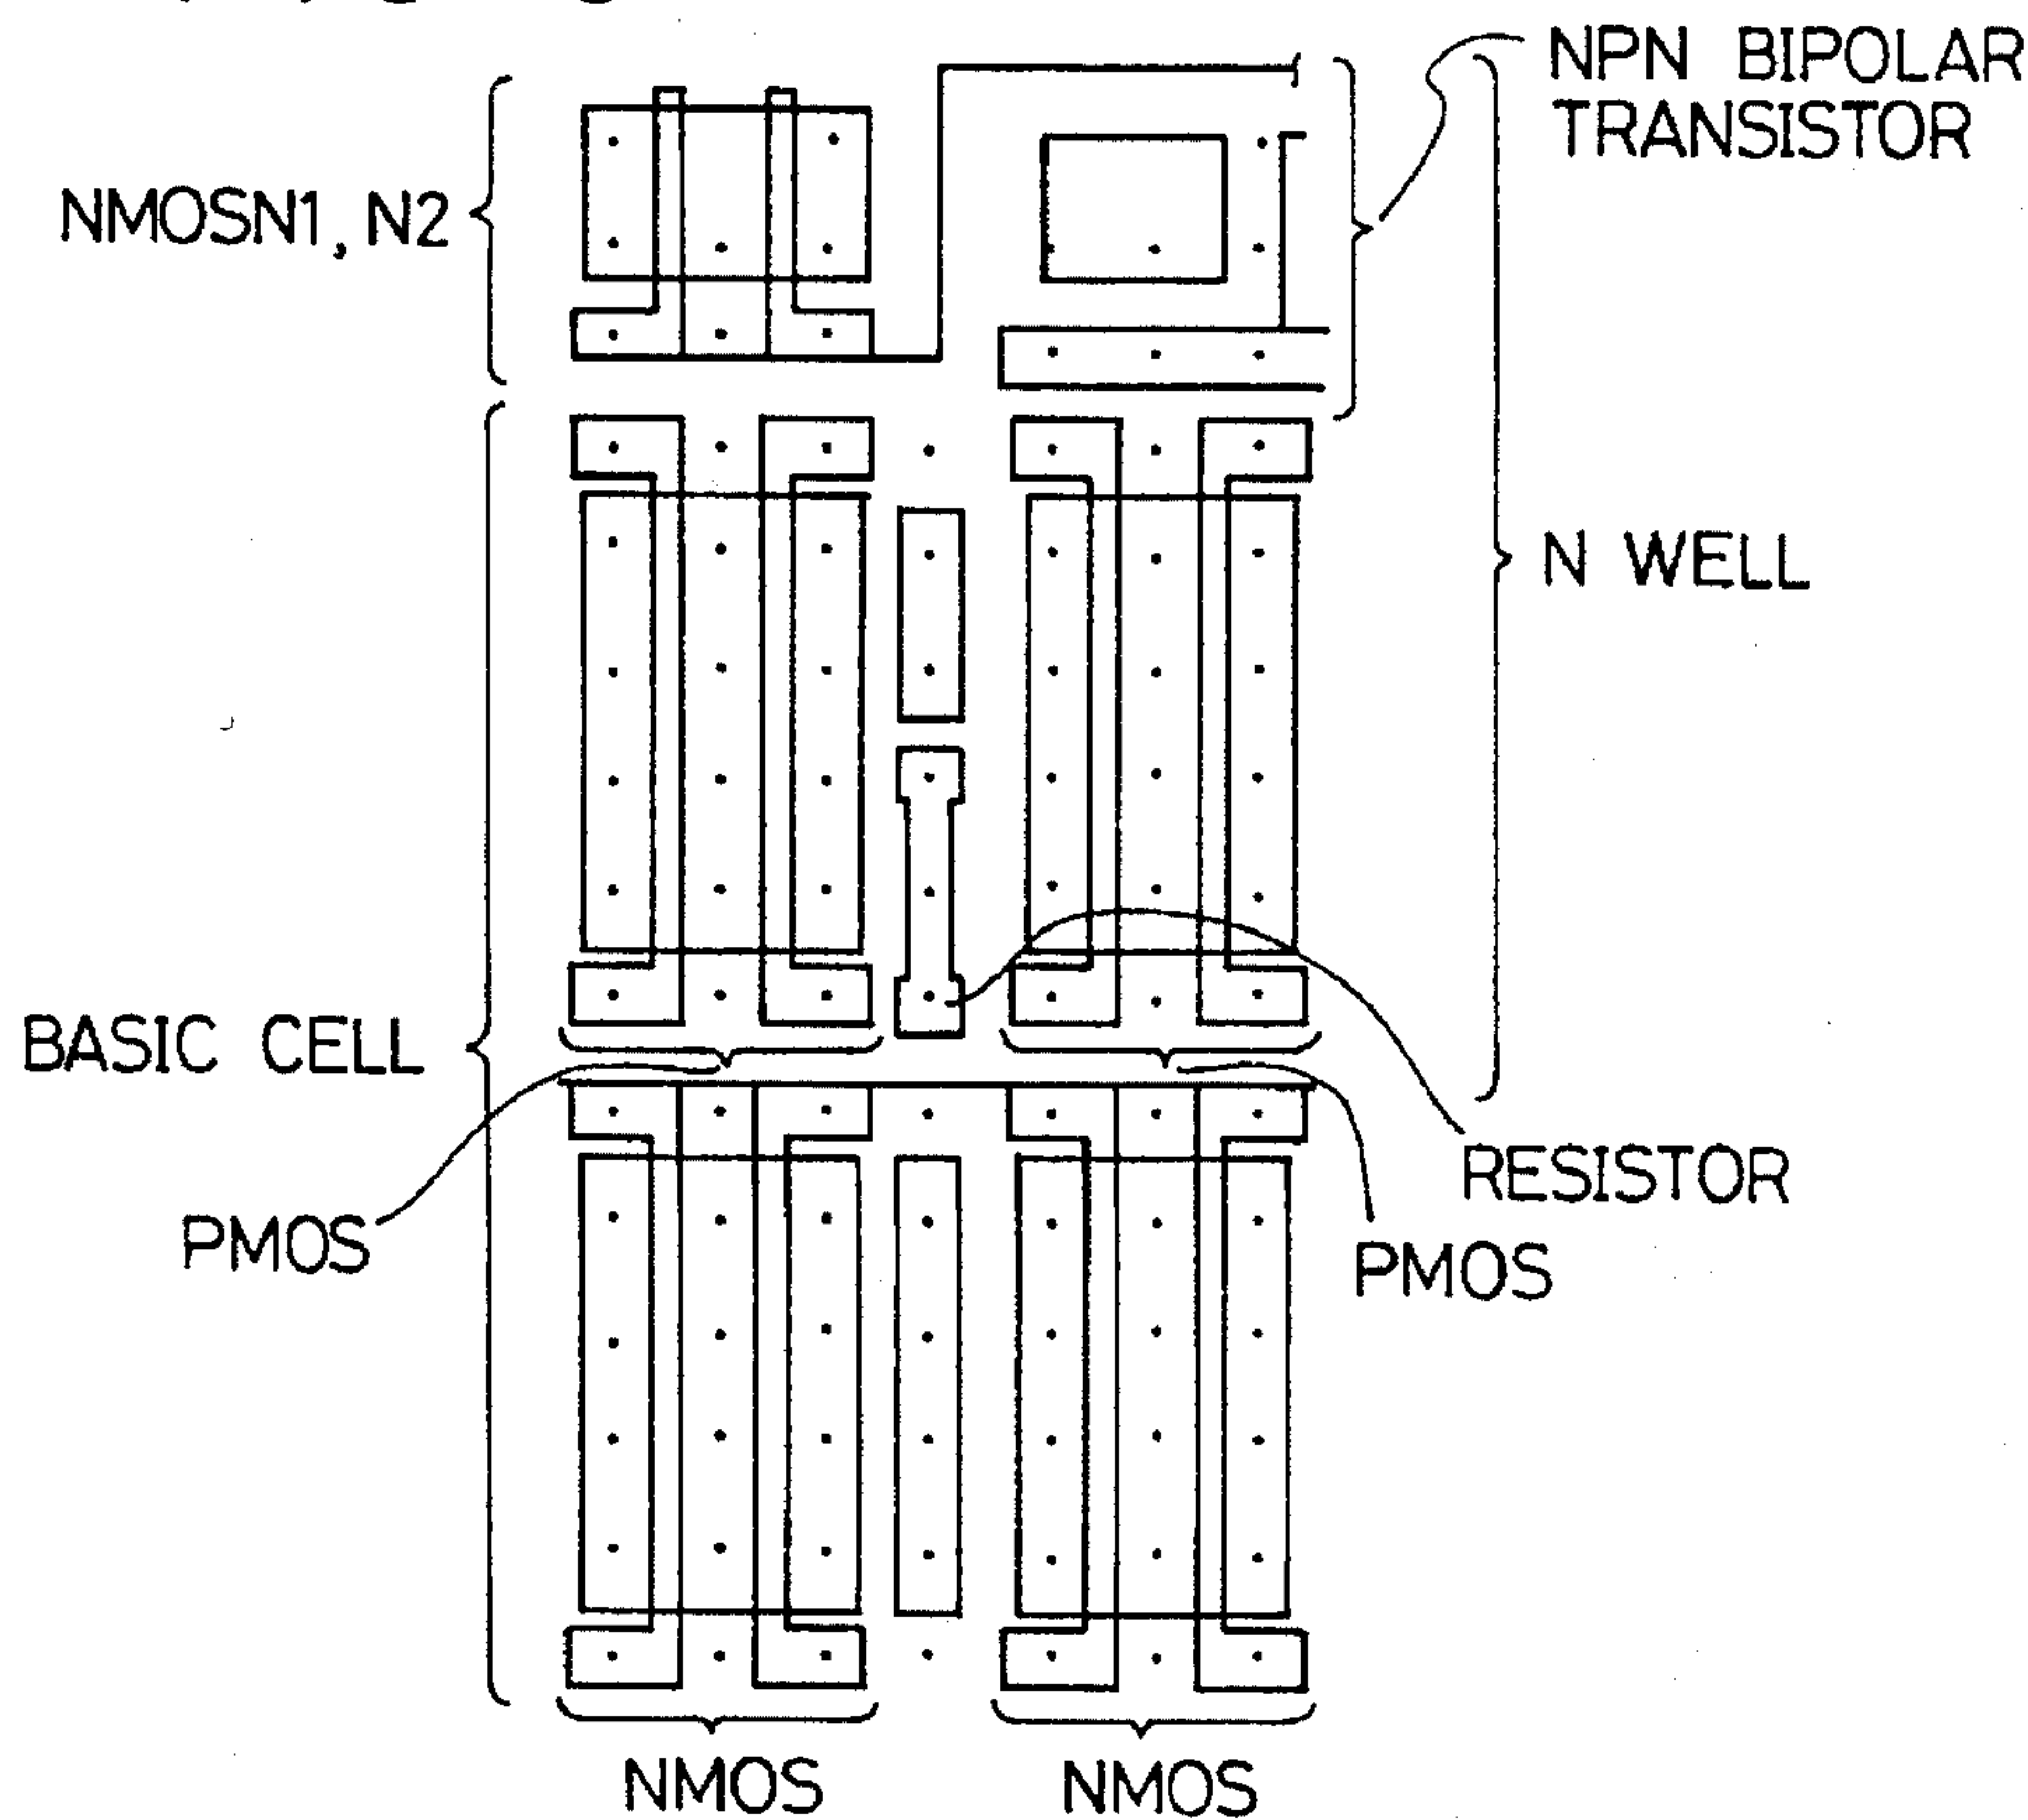 NPN BIPOLAR
TRANSISTOR
NMOSN1, N2
N WELL
BASIC CELL
RESISTOR
PMOS
PMOS
NMOS
NMOS